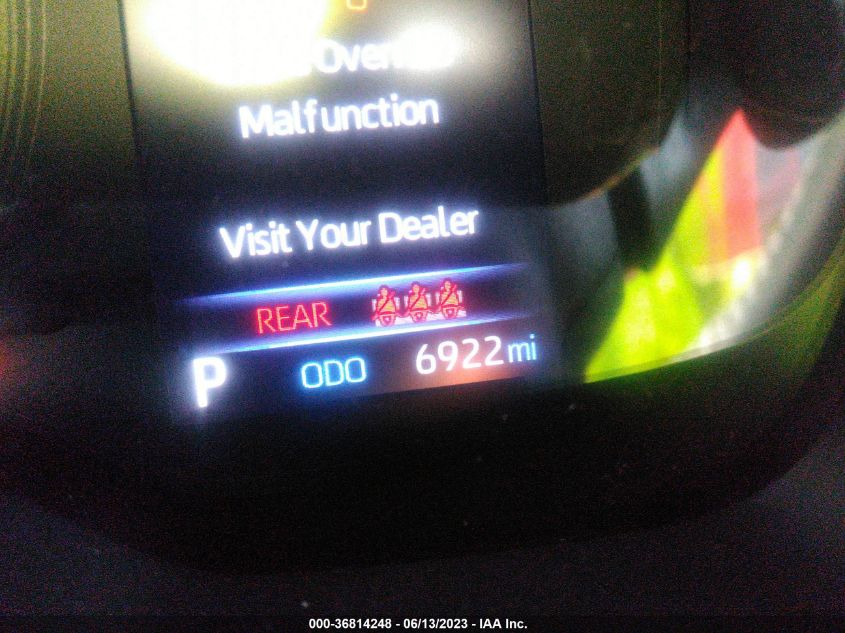 Malfunction
Visit Your Dealer
REAR
P ODO 6922 mi
000-36814248 - 06/13/2023 - IAA Inc.